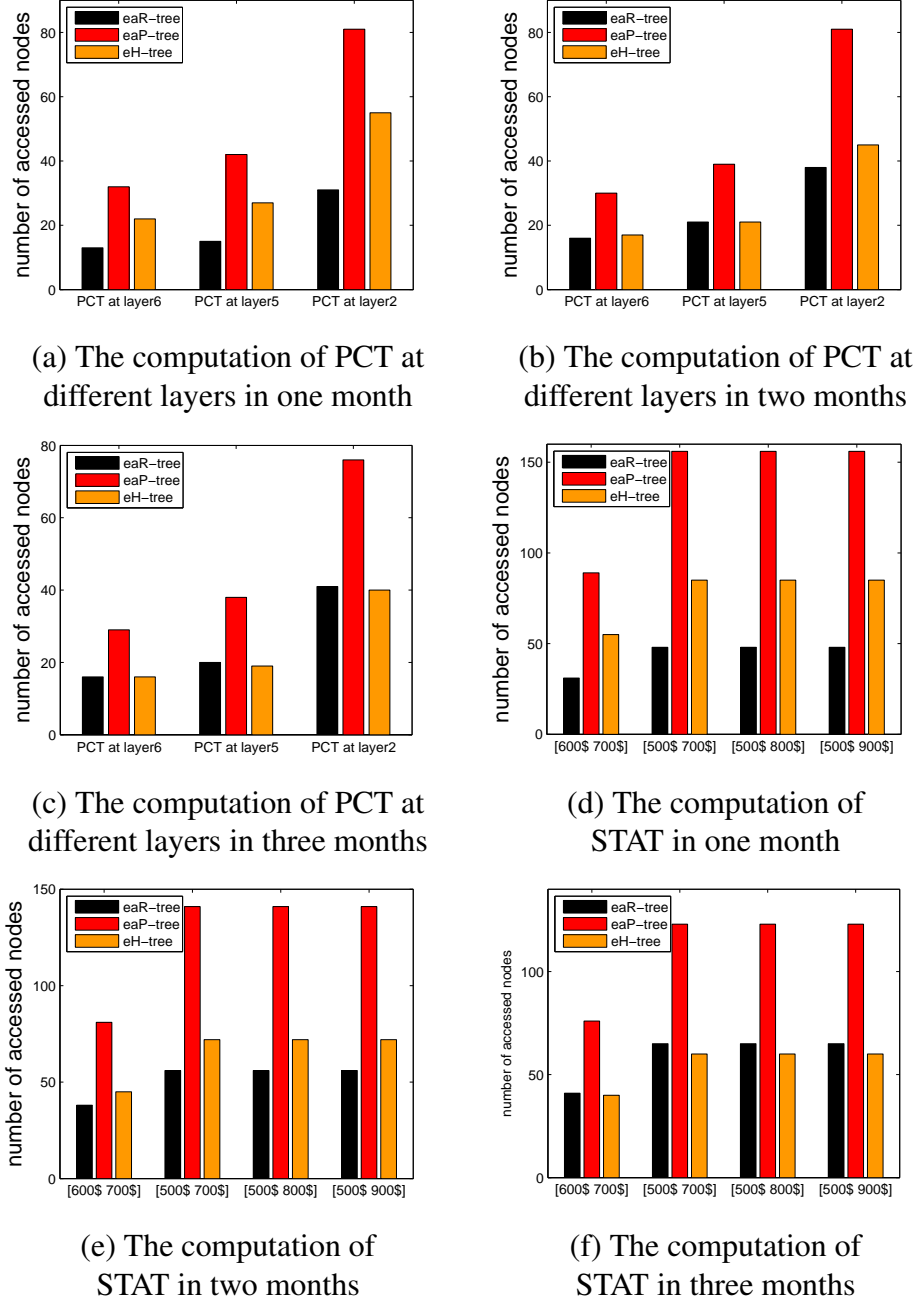 80
60
40
20
0
number of accessed nodes
eaR−tree
eaP−tree
eH−tree
PCT at layer6 PCT at layer5 PCT at layer2
(a) The computation of PCT at
different layers in one month
80
60
40
20
0
number of accessed nodes
eaR−tree
eaP−tree
eH−tree
PCT at layer6 PCT at layer5 PCT at layer2
(b) The computation of PCT at
different layers in two months
80
60
40
20
0
number of accessed nodes
eaR−tree
eaP−tree
eH−tree
PCT at layer6 PCT at layer5 PCT at layer2
(c) The computation of PCT at
different layers in three months
150
100
50
0
number of accessed nodes
eaR−tree
eaP−tree
eH−tree
[600$ 700$] [500$ 700$] [500$ 800$] [500$ 900$]
(d) The computation of
STAT in one month
150
100
50
0
number of accessed nodes
eaR−tree
eaP−tree
eH−tree
[600$ 700$] [500$ 700$] [500$ 800$] [500$ 900$]
(e) The computation of
STAT in two months
100
50
0
number of accessed nodes
eaR−tree
eaP−tree
eH−tree
[600$ 700$] [500$ 700$] [500$ 800$] [500$ 900$]
(f) The computation of
STAT in three months